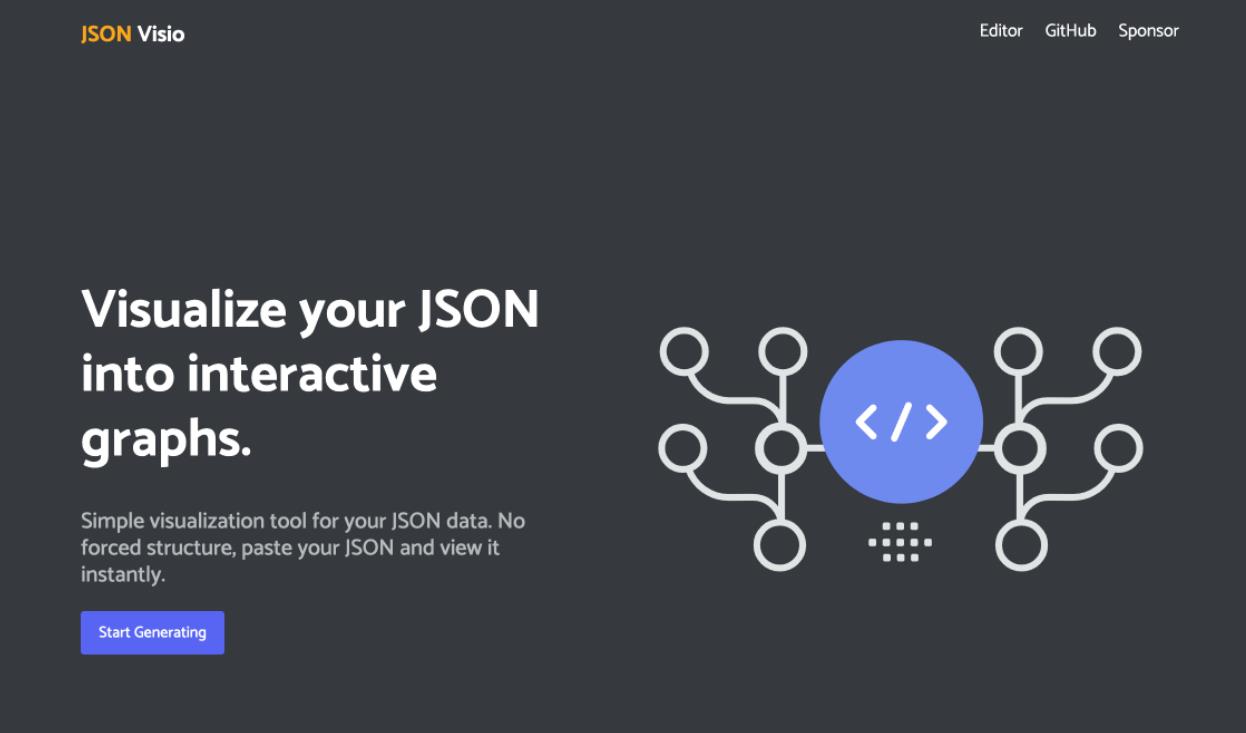 JSON Visio
Editor GitHub Sponsor
Visualize your JSON
into interactive
graphs.
Simple visualization tool for your JSON data. No
forced structure, paste your JSON and view it
instantly.
Start Generating
</>